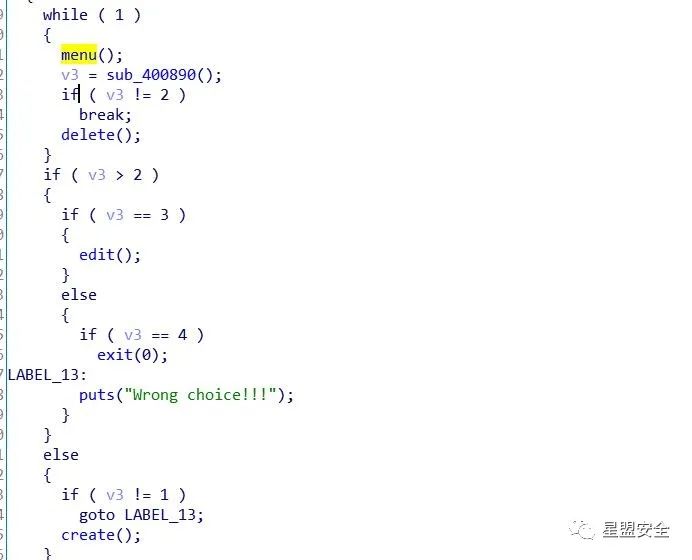 {
while ( 1 )
{
menu();
v3 = sub_400890();
if ( v3 != 2 )
break;
delete();
}
if ( v3 > 2 )
{
if ( v3 == 3 )
{
edit();
}
else
{
if ( v3 == 4 )
exit(0);
LABEL_13:
puts("Wrong choice!!!");
}
}
else
{
if ( v3 != 1 )
goto LABEL_13;
create();
}
星盟安全